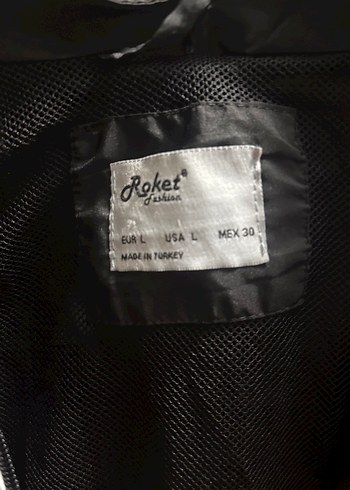 Roket®
Fashion
EUR L USA L MEX 30
MADE IN TURKEY